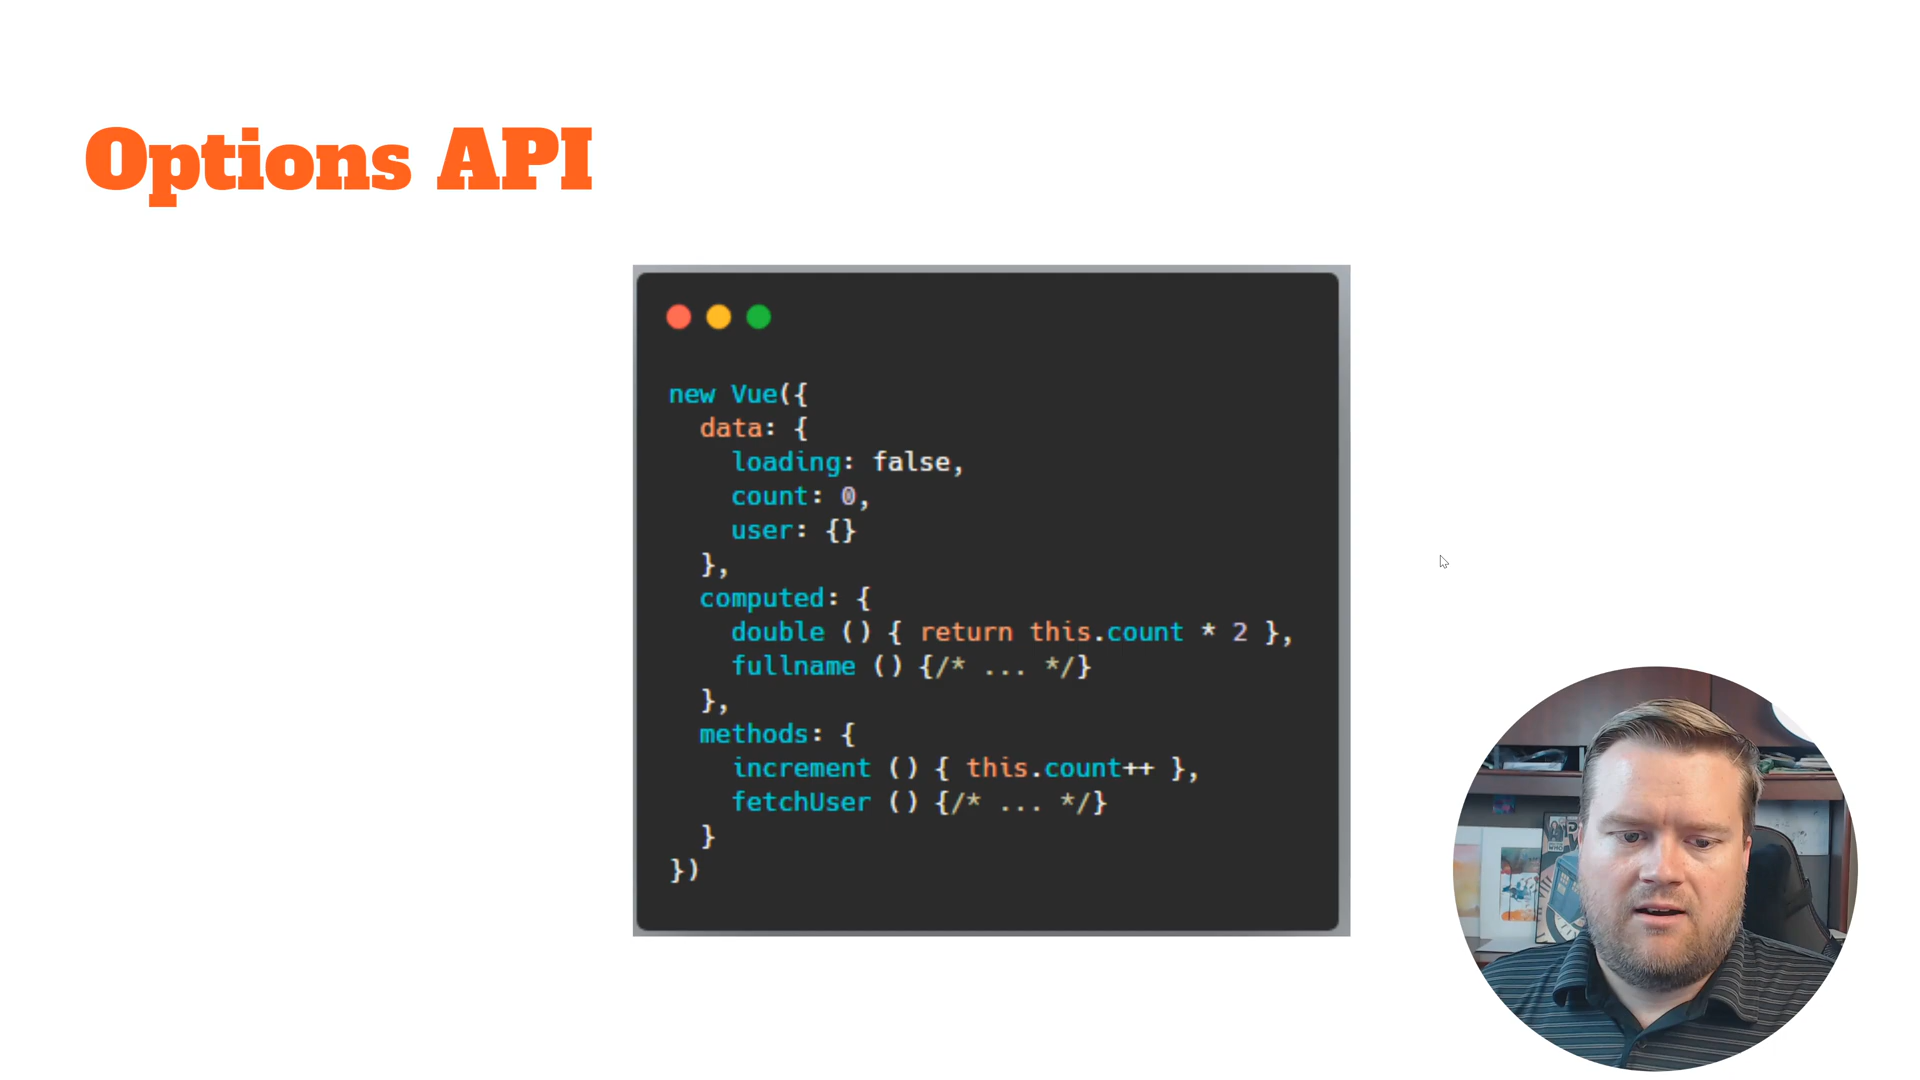 Options API
new Vue({
data: {
loading: false,
count: 0,
user: {}
},
computed: {
double () { return this.count * 2 },
fullname () {/* ... */}
},
methods: {
increment () { this.count++ },
fetchUser () {/* ... */}
}
})
WHO